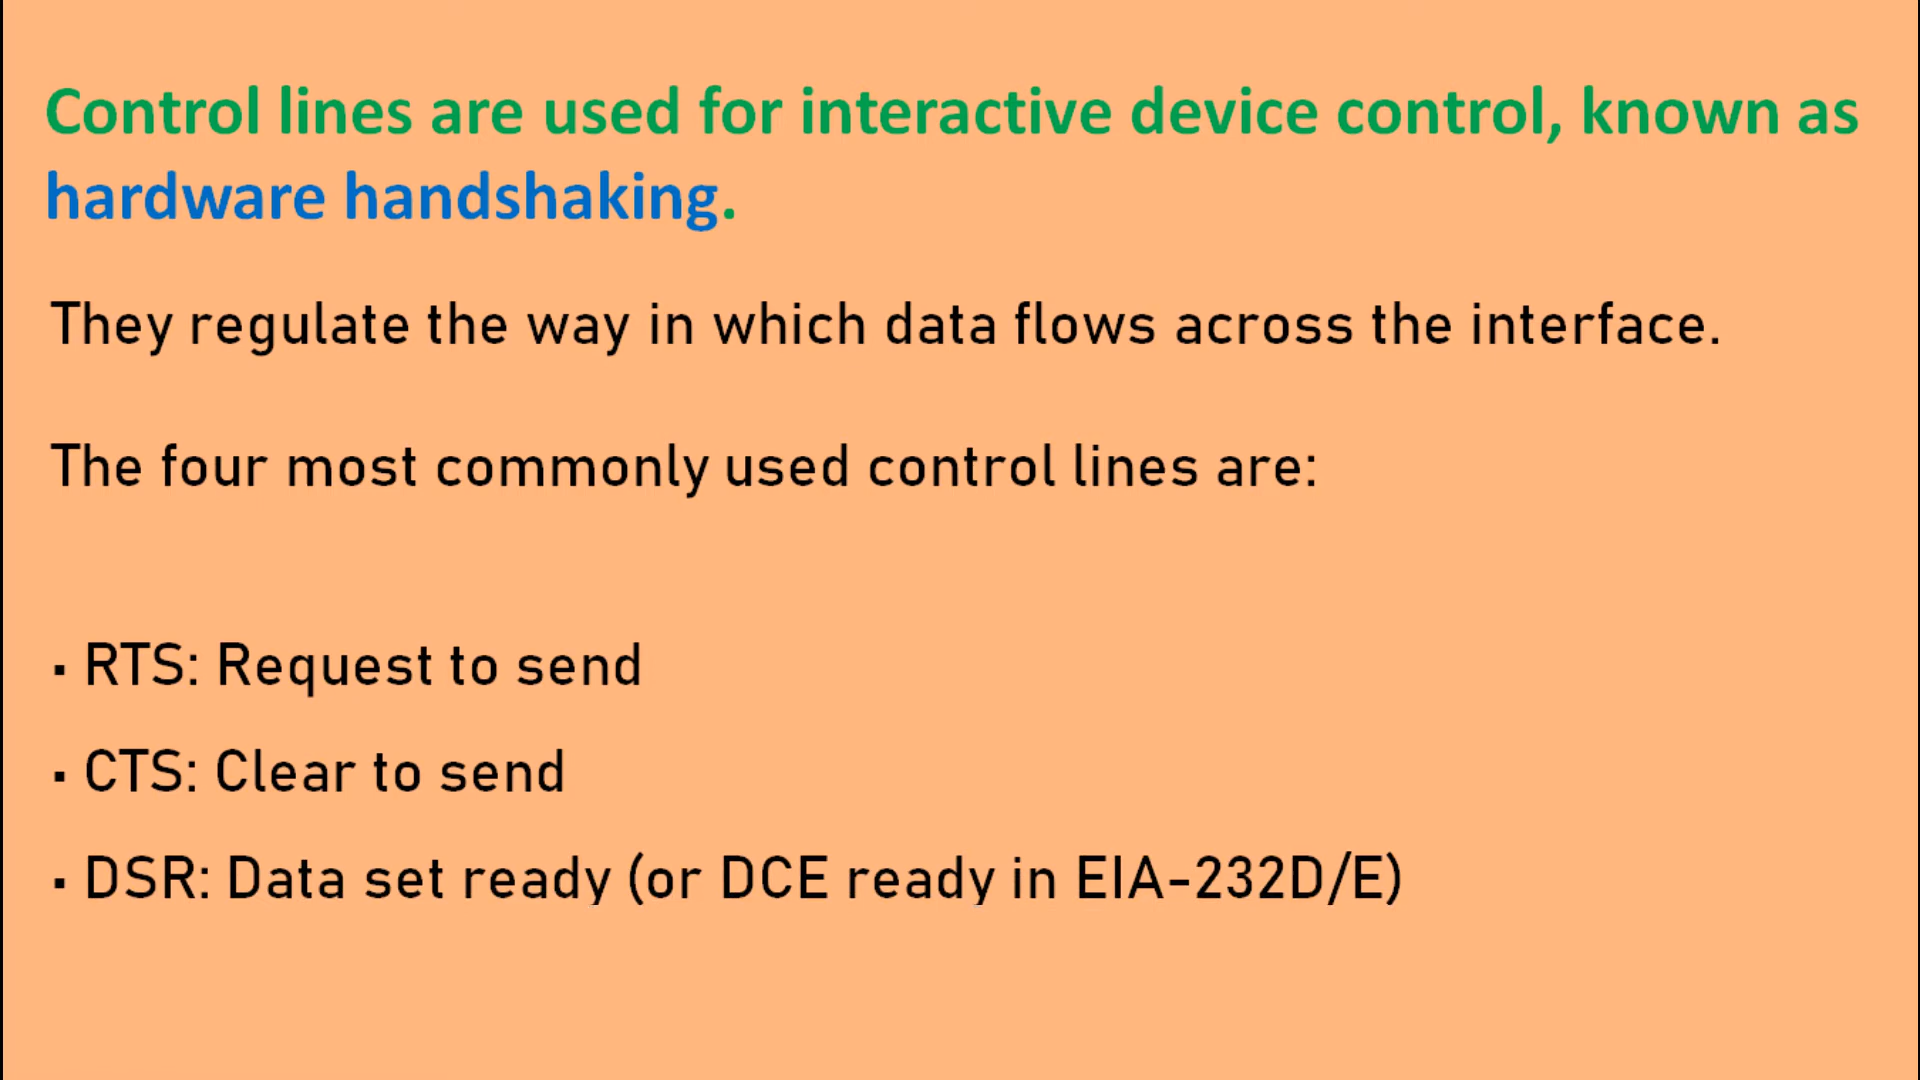 Control lines are used for interactive device control, known as
hardware handshaking.
They regulate the way in which data flows across the interface.
The four most commonly used control lines are:
▪ RTS: Request to send
▪ CTS: Clear to send
▪ DSR: Data set ready (or DCE ready in EIA-232D/E)